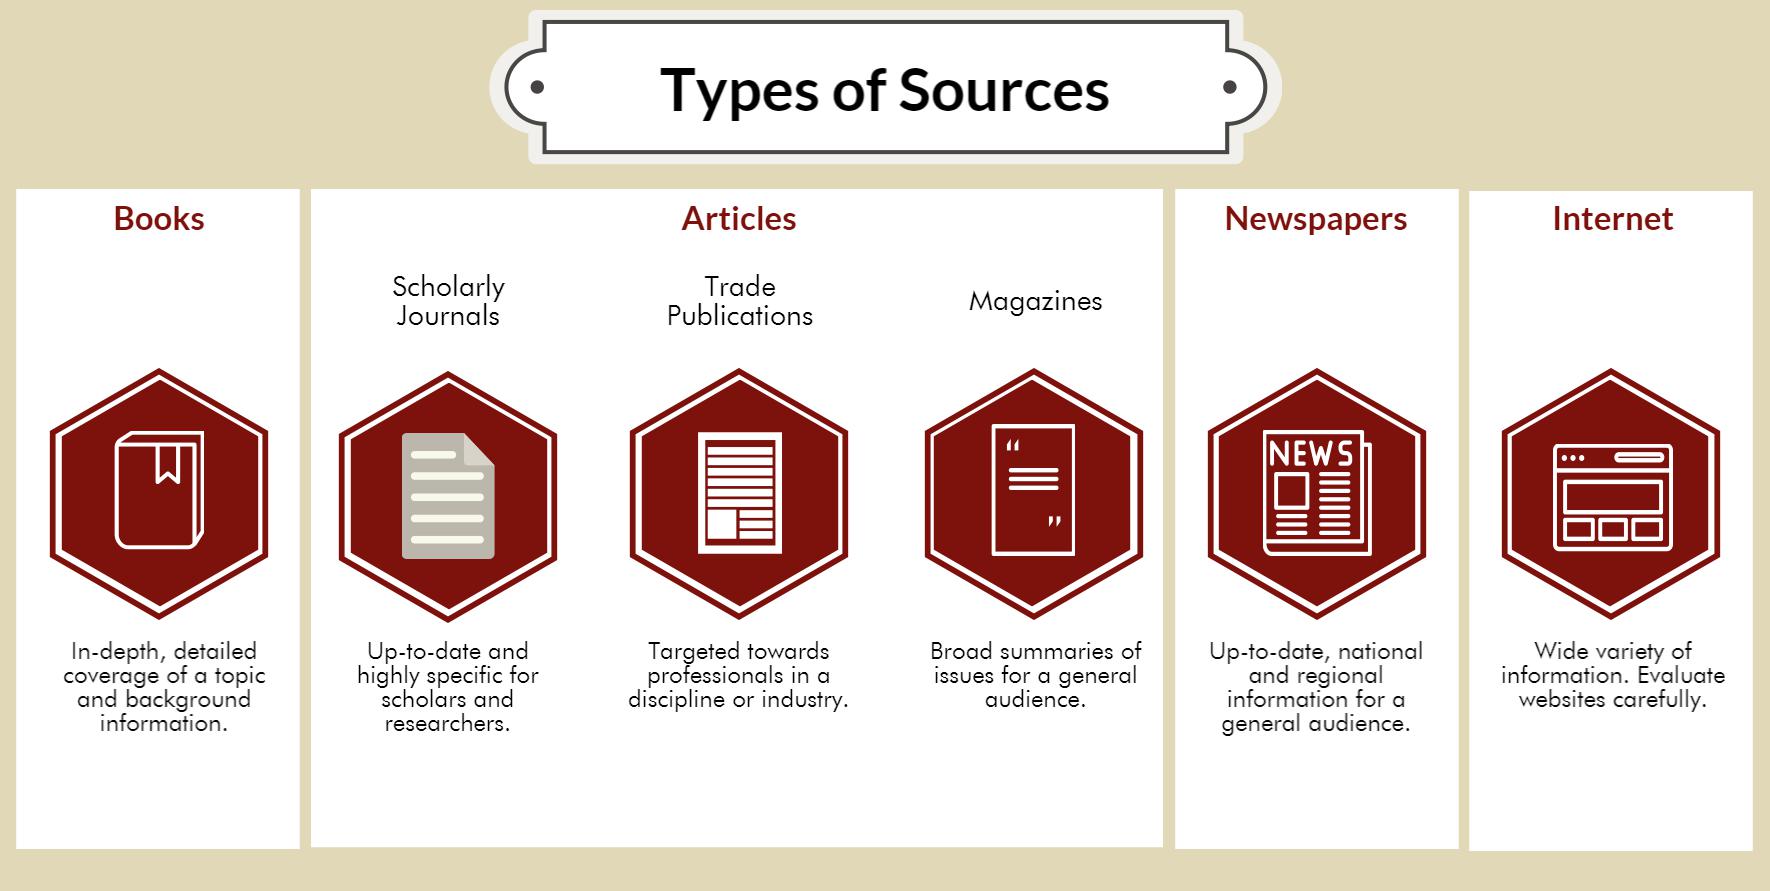 Types of Sources
Books
In-depth, detailed
coverage of a topic
and background
information.
Articles
Scholarly
Journals
Up-to-date and
highly specific for
scholars and
researchers.
Trade
Publications
Targeted towards
professionals in a
discipline or industry.
Magazines
“
”
Broad summaries of
issues for a general
audience.
Newspapers
NEWS
Up-to-date, national
and regional
information for a
general audience.
Internet
Wide variety of
information. Evaluate
websites carefully.